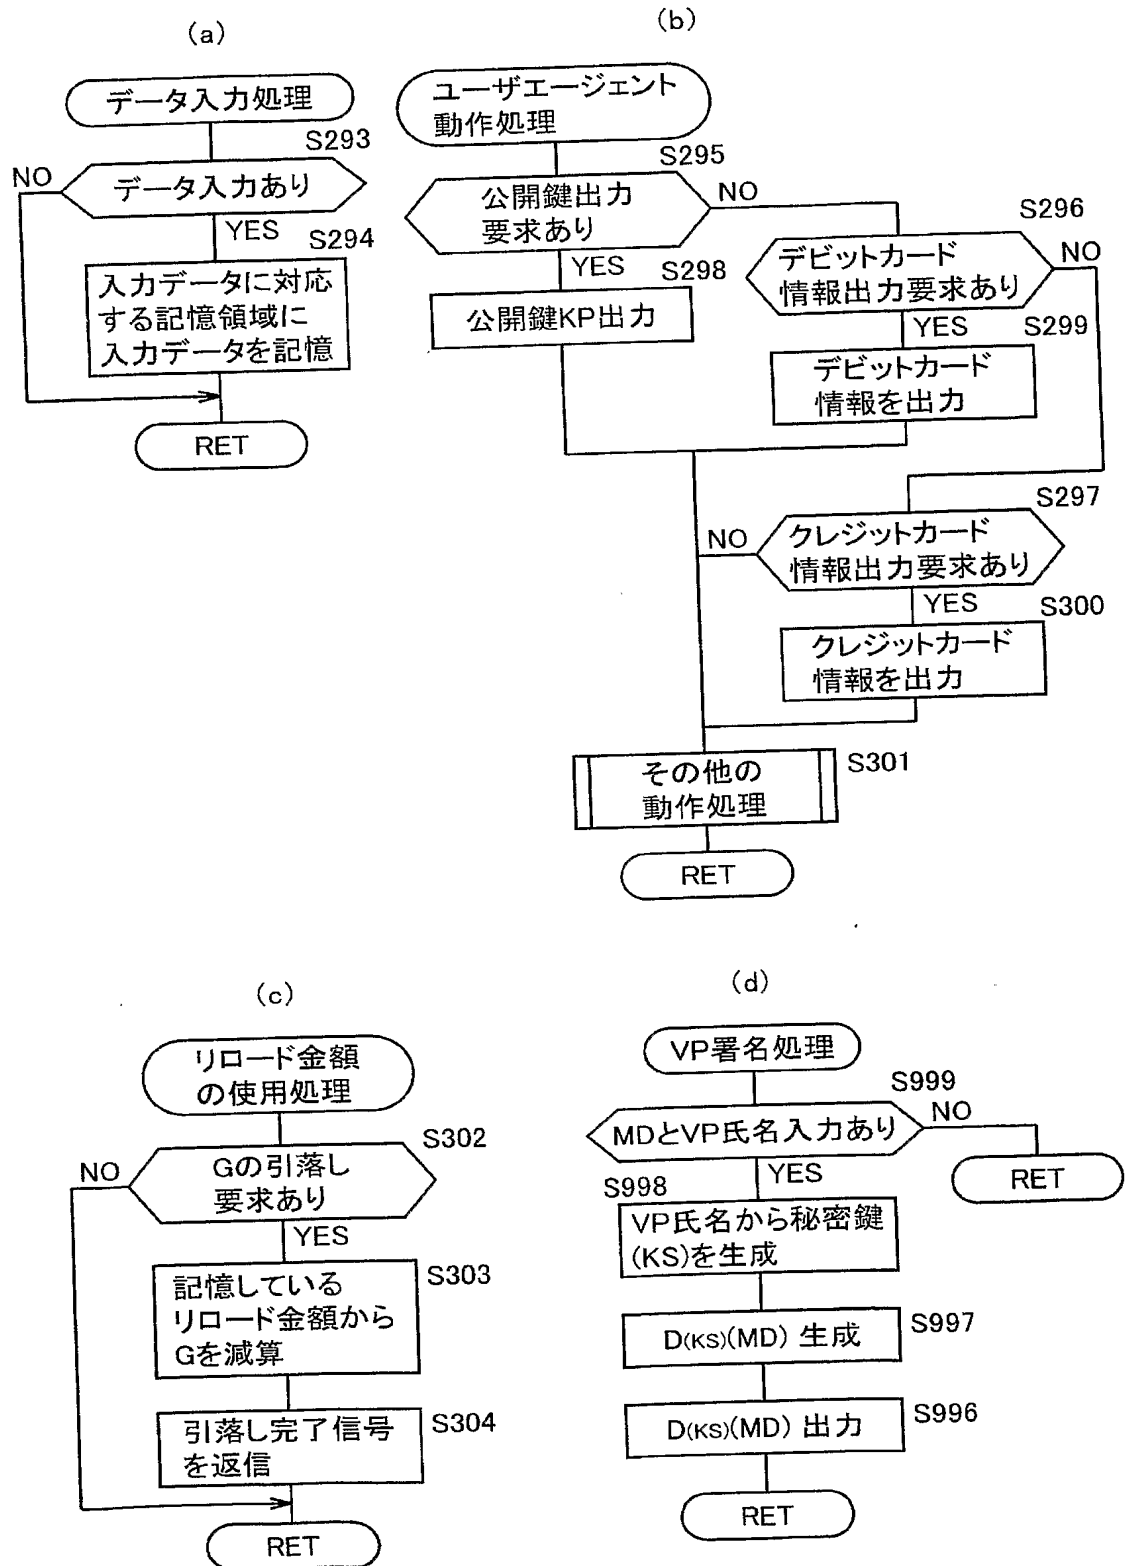 (a)
データ入力処理
S293
データ入力あり
NO
YES
S294
入力データに対応
する記憶領域に
入力データを記憶
RET
(b)
ユーザエージェント
動作処理
S295
公開鍵出力
要求あり
NO
YES
S298
公開鍵KP出力
S296
デビットカード
情報出力要求あり
NO
YES
S299
デビットカード
情報を出力
S297
クレジットカード
情報出力要求あり
NO
YES
S300
クレジットカード
情報を出力
その他の
動作処理
S301
RET
(c)
リロード金額
の使用処理
S302
Gの引落し
要求あり
NO
YES
S303
記憶している
リロード金額から
Gを減算
S304
引落し完了信号
を返信
RET
(d)
VP署名処理
S999
MDとVP氏名入力あり
NO
RET
YES
S998
VP氏名から秘密鍵
(KS)を生成
D(KS)(MD) 生成
S997
D(KS)(MD) 出力
S996
RET